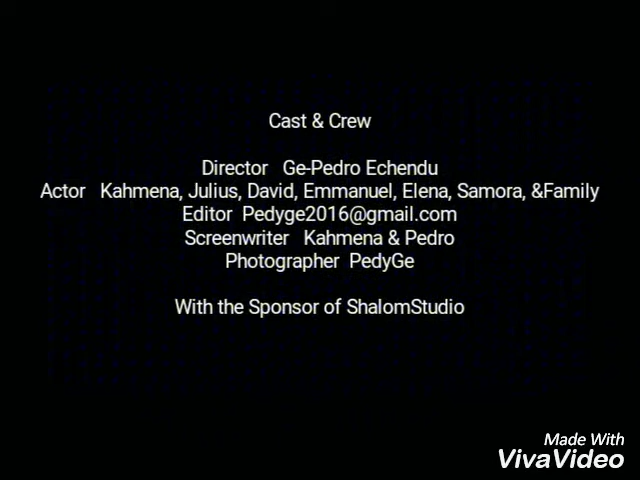 Cast & Crew
Director Ge-Pedro Echendu
Actor Kahmena, Julius, David, Emmanuel, Elena, Samora, &Family
Editor Pedyge2016@gmail.com
Screenwriter Kahmena & Pedro
Photographer PedyGe
With the Sponsor of ShalomStudio
Made With
VivaVideo